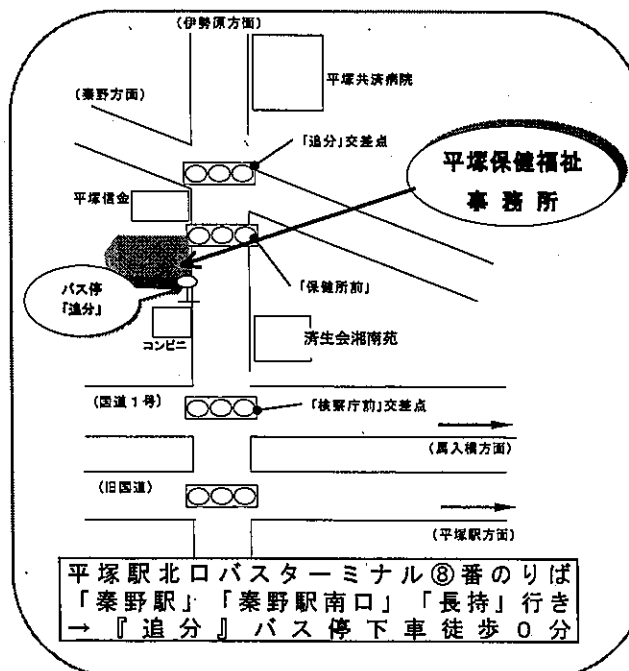 (伊勢原方面)
平塚共済病院
(秦野方面)
「追分」交差点
平塚保健福祉
事務所
平塚信金
「保健所前」
バス停
『追分』
コンビニ
済生会湘南苑
(国道1号)
「検察庁前」交差点
(馬入橋方面)
(旧国道)
(平塚駅方面)
平塚駅北口バスターミナル⑧番のりば
「秦野駅」「秦野駅南口」「長持」行き
→『追分』バス停下車徒歩0分